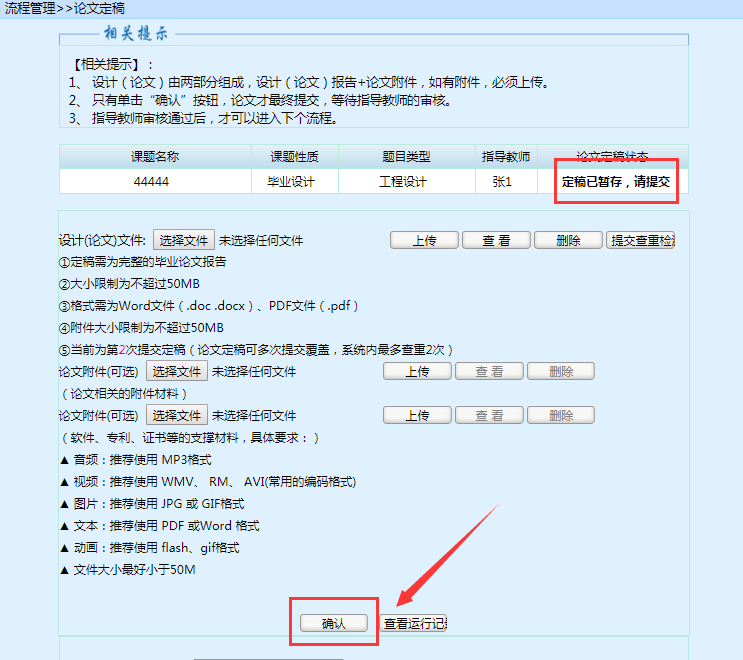 流程管理>>论文定稿
相关提示
【相关提示】：
1、 设计（论文）由两部分组成，设计（论文）报告+论文附件，如有附件，必须上传。
2、 只有单击“确认”按钮，论文才最终提交，等待指导教师的审核。
3、 指导教师审核通过后，才可以进入下个流程。
课题名称 课题性质 题目类型 指导教师 论文定稿状态
44444 毕业设计 工程设计 张1 定稿已暂存，请提交
设计(论文)文件: 选择文件 未选择任何文件 上传 查 看 删除 提交查重检测
①定稿需为完整的毕业论文报告
②大小限制为不超过50MB
③格式需为Word文件（.doc .docx）、PDF文件（.pdf）
④附件大小限制为不超过50MB
⑤当前为第2次提交定稿（论文定稿可多次提交覆盖，系统内最多查重2次）
论文附件(可选) 选择文件 未选择任何文件 上传 查 看 删除
（论文相关的附件材料）
论文附件(可选) 选择文件 未选择任何文件 上传 查 看 删除
（软件、专利、证书等的支撑材料，具体要求：）
▲ 音频：推荐使用 MP3格式
▲ 视频：推荐使用 WMV、 RM、 AVI(常用的编码格式)
▲ 图片：推荐使用 JPG 或 GIF格式
▲ 文本：推荐使用 PDF 或Word 格式
▲ 动画：推荐使用 flash、gif格式
▲ 文件大小最好小于50M
确认 查看运行记录